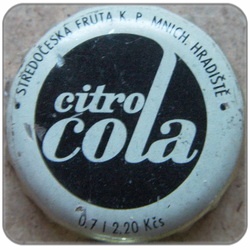 · STŘEDOČESKÁ FRUTA K. P. MNICH. HRADIŠTĚ ·
citro
cola
0,7 l 2,20 Kčs